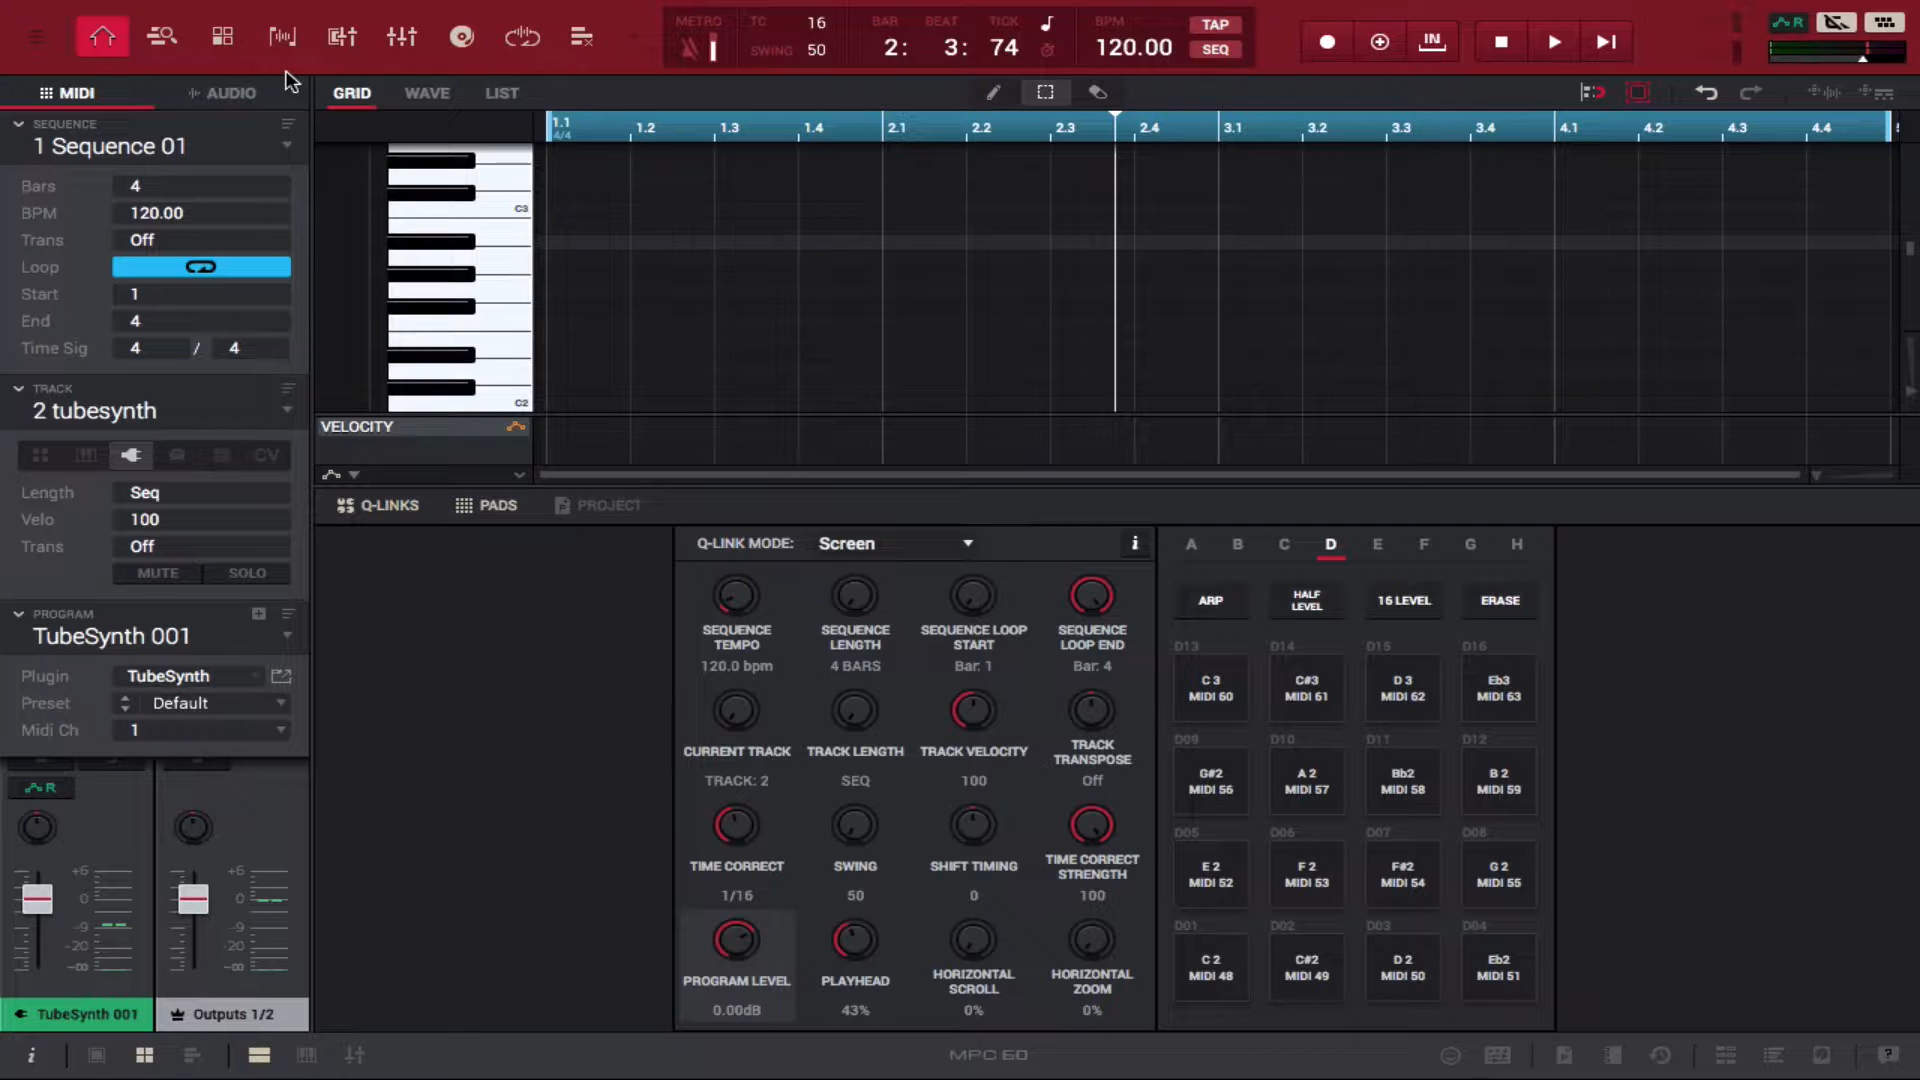 METRO
TC 16
SWING 50
BAR BEAT TICK
2: 3: 74
BPM
120.00
TAP
SEQ
IN
R
MIDI
AUDIO
GRID
WAVE
LIST
SEQUENCE
1 Sequence 01
Bars 4
BPM 120.00
Trans Off
Loop
Start 1
End 4
Time Sig 4 / 4
1.1 1.2 1.3 1.4 2.1 2.2 2.3 2.4 3.1 3.2 3.3 3.4 4.1 4.2 4.3 4.4
4/4
C3
C2
VELOCITY
TRACK
2 tubesynth
CV
Length Seq
Velo 100
Trans Off
MUTE SOLO
PROGRAM
TubeSynth 001
Plugin TubeSynth
Preset Default
Midi Ch 1
R
+6 +6
0 0
-9 -9
-20 -20
-∞ -∞
TubeSynth 001
Outputs 1/2
Q-LINKS
PADS
PROJECT
Q-LINK MODE: Screen
i
SEQUENCE TEMPO
120.0 bpm
SEQUENCE LENGTH
4 BARS
SEQUENCE LOOP START
Bar: 1
SEQUENCE LOOP END
Bar: 4
CURRENT TRACK
TRACK: 2
TRACK LENGTH
SEQ
TRACK VELOCITY
100
TRACK TRANSPOSE
Off
TIME CORRECT
1/16
SWING
50
SHIFT TIMING
0
TIME CORRECT STRENGTH
100
PROGRAM LEVEL
0.00dB
PLAYHEAD
43%
HORIZONTAL SCROLL
0%
HORIZONTAL ZOOM
0%
A B C D E F G H
ARP
HALF LEVEL
16 LEVEL
ERASE
D13 D14 D15 D16
C 3 C#3 D 3 Eb3
MIDI 60 MIDI 61 MIDI 62 MIDI 63
D09 D10 D11 D12
G#2 A 2 Bb2 B 2
MIDI 56 MIDI 57 MIDI 58 MIDI 59
D05 D06 D07 D08
E 2 F 2 F#2 G 2
MIDI 52 MIDI 53 MIDI 54 MIDI 55
D01 D02 D03 D04
C 2 C#2 D 2 Eb2
MIDI 48 MIDI 49 MIDI 50 MIDI 51
i
MPC 60